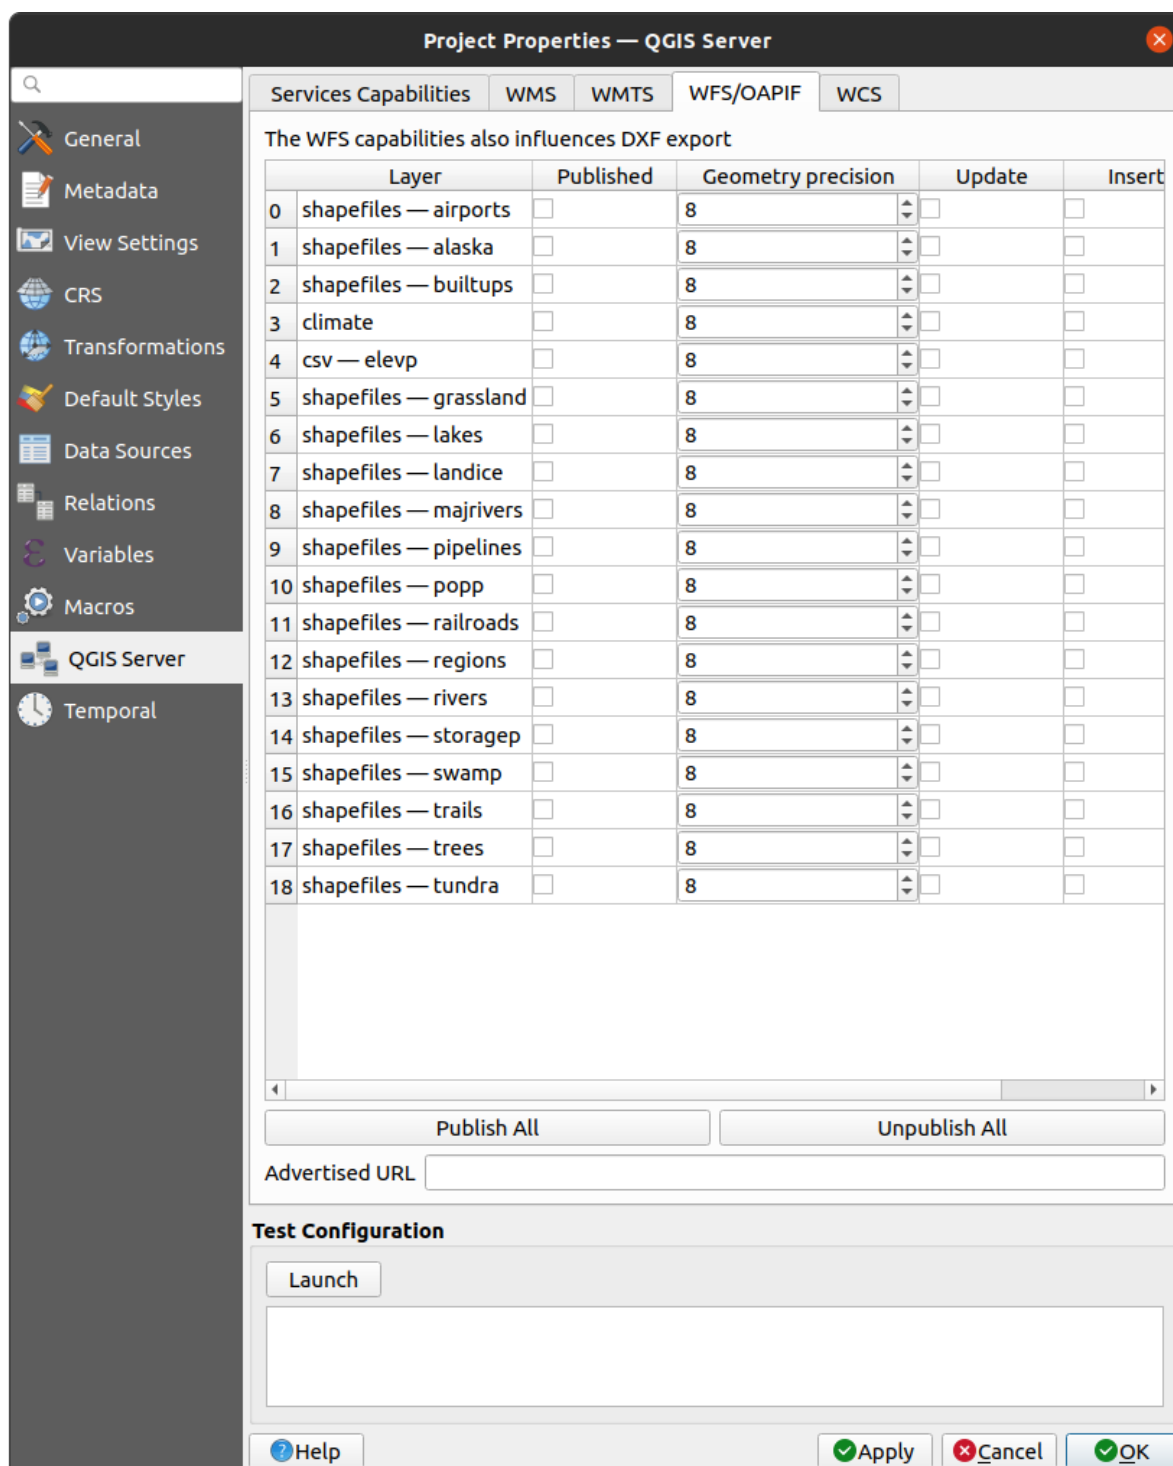 Project Properties — QGIS Server
Services Capabilities WMS WMTS WFS/OAPIF WCS
General
Metadata
View Settings
CRS
Transformations
Default Styles
Data Sources
Relations
Variables
Macros
QGIS Server
Temporal
The WFS capabilities also influences DXF export
Layer Published Geometry precision Update Insert
0 shapefiles — airports 8
1 shapefiles — alaska 8
2 shapefiles — builtups 8
3 climate 8
4 csv — elevp 8
5 shapefiles — grassland 8
6 shapefiles — lakes 8
7 shapefiles — landice 8
8 shapefiles — majrivers 8
9 shapefiles — pipelines 8
10 shapefiles — popp 8
11 shapefiles — railroads 8
12 shapefiles — regions 8
13 shapefiles — rivers 8
14 shapefiles — storagep 8
15 shapefiles — swamp 8
16 shapefiles — trails 8
17 shapefiles — trees 8
18 shapefiles — tundra 8
Publish All Unpublish All
Advertised URL
Test Configuration
Launch
Help Apply Cancel OK